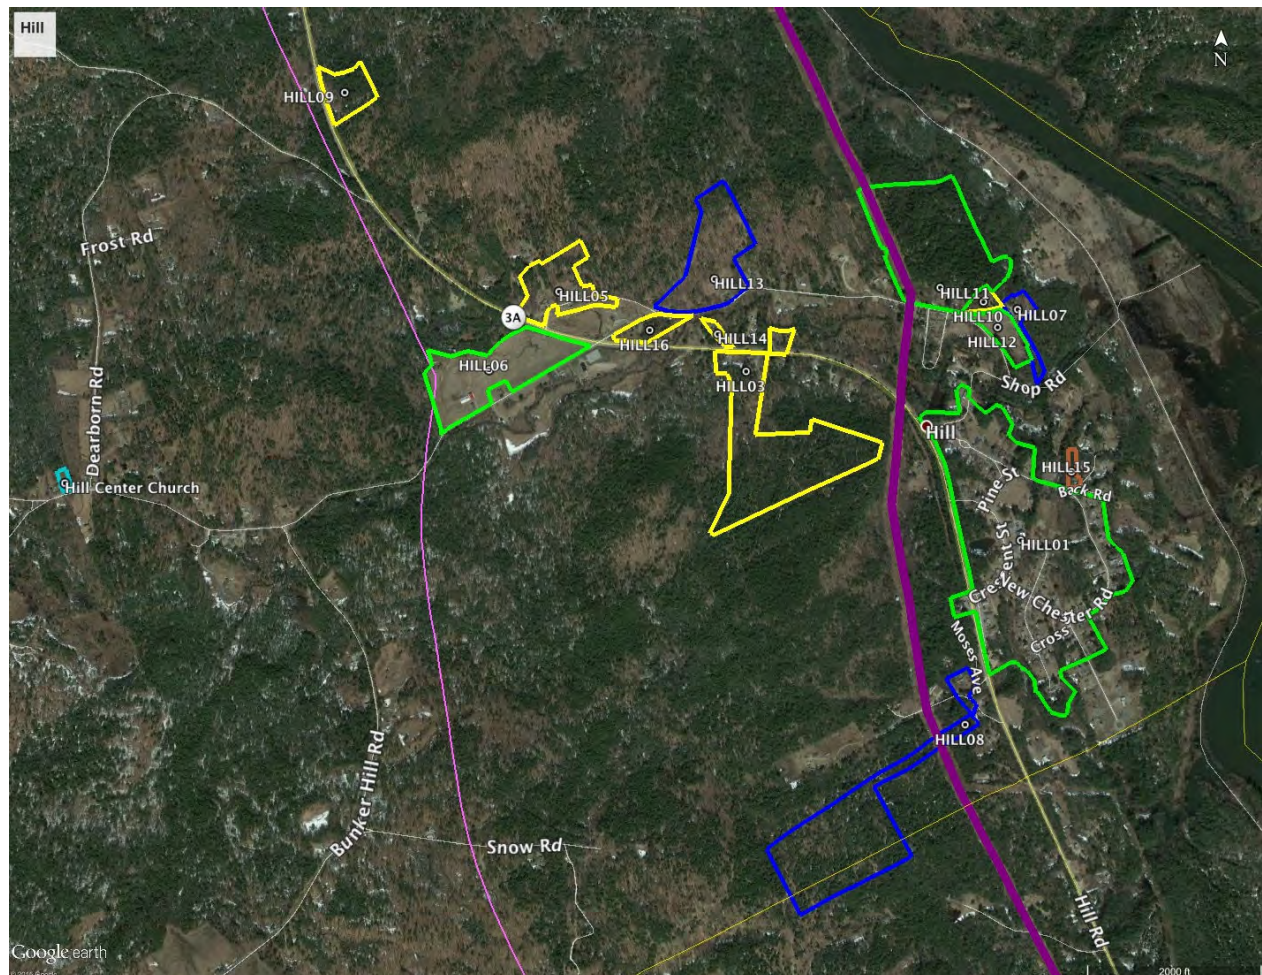 Hill
N
HILL09
Frost Rd
HILL13
HILL05
HILL11
3A
HILL10
HILL07
HILL14
HILL12
HILL16
HILL06
HILL03
Shop Rd
Dearborn Rd
Hill
HILL15
Pine St
Back Rd
Hill Center Church
HILL01
Crescent St
New Chester Rd
Cross
Moses Ave
HILL08
Bunker Hill Rd
Snow Rd
Hill Rd
Google earth
2000 ft